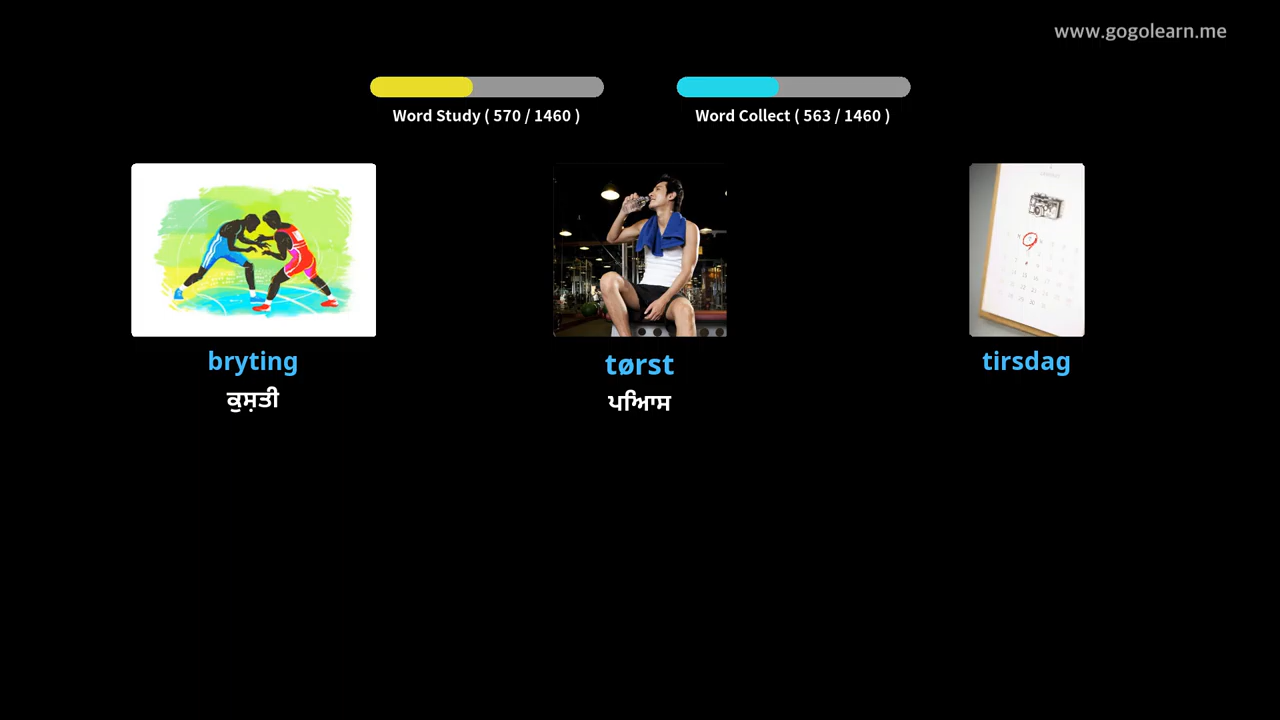 www.gogolearn.me
Word Study ( 570 / 1460 )
Word Collect ( 563 / 1460 )
bryting
tørst
tirsdag
ਕੁਸ਼ਤੀ
ਪਿਆਸ